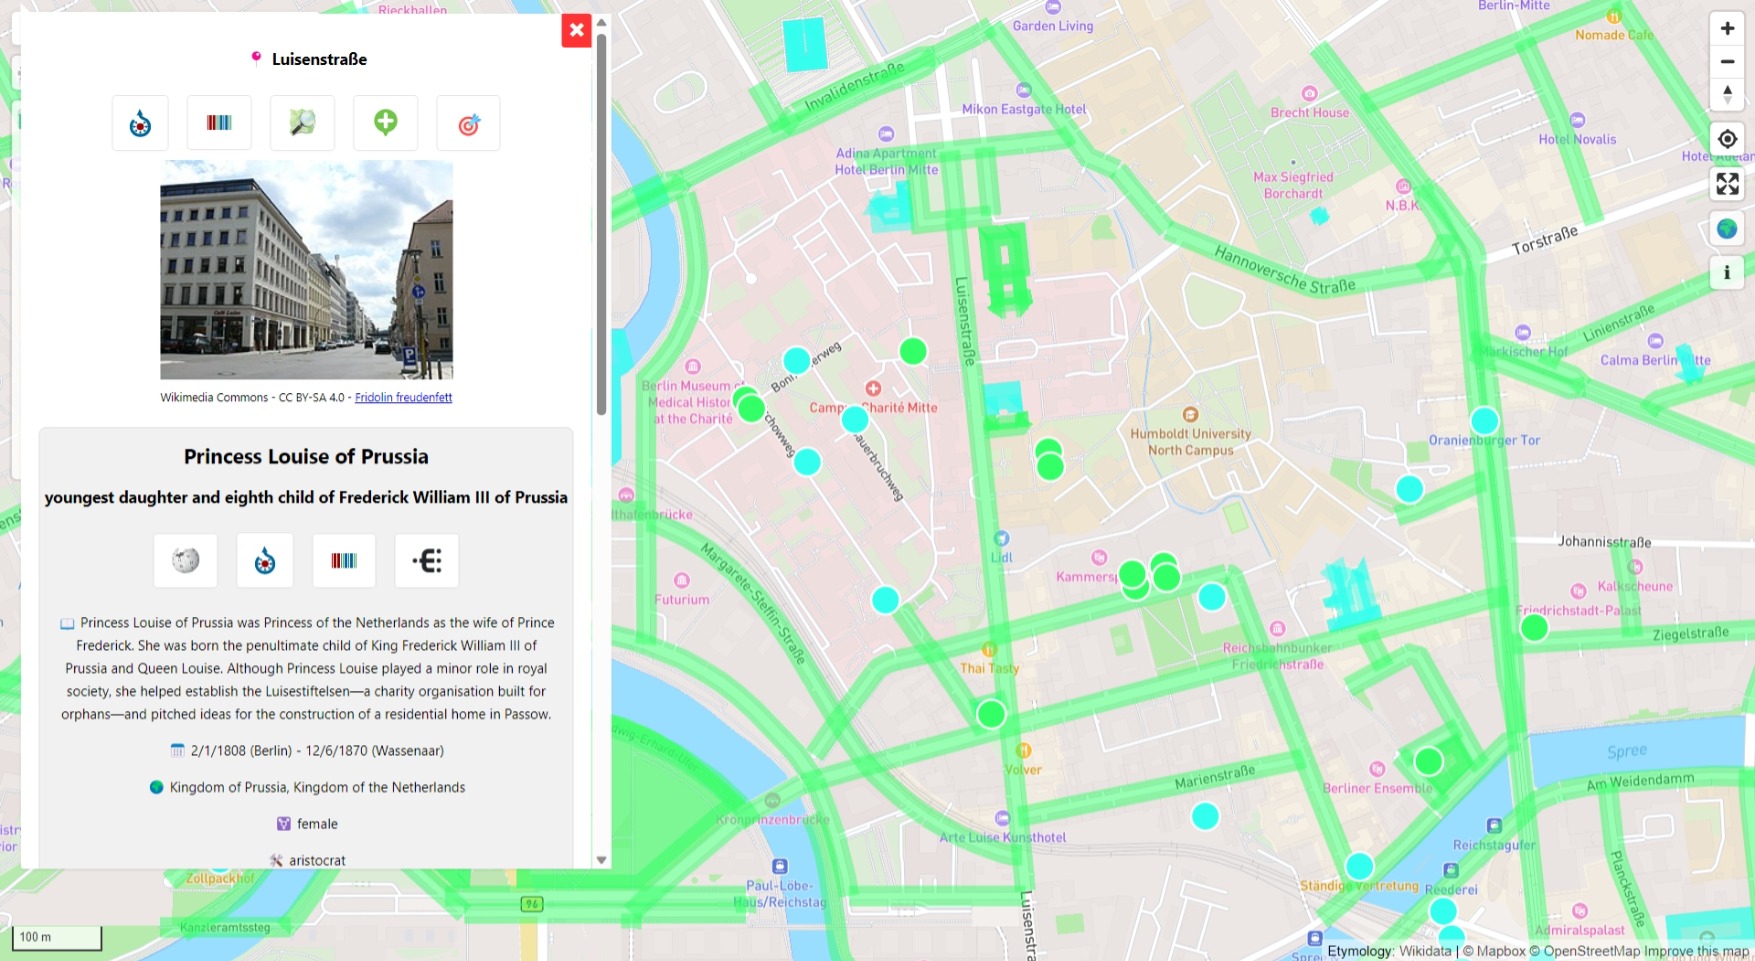 Luisenstraße
Wikimedia Commons - CC BY-SA 4.0 - Fridolin freudenfett
Princess Louise of Prussia
youngest daughter and eighth child of Frederick William III of Prussia
Princess Louise of Prussia was Princess of the Netherlands as the wife of Prince
Frederick. She was born the penultimate child of King Frederick William III of
Prussia and Queen Louise. Although Princess Louise played a minor role in royal
society, she helped establish the Luisestiftelsen—a charity organisation built for
orphans—and pitched ideas for the construction of a residential home in Passow.
2/1/1808 (Berlin) - 12/6/1870 (Wassenaar)
Kingdom of Prussia, Kingdom of the Netherlands
female
aristocrat
Rieckhallen
Garden Living
Berlin-Mitte
Nomade Cafe
Invalidenstraße
Mikon Eastgate Hotel
Brecht House
Hotel Novalis
Adina Apartment
Hotel Berlin Mitte
Max Siegfried
Borchardt
N.B.K.
Torstraße
Hannoversche Straße
Luisenstraße
Linienstraße
Märkischer Hof
Calma Berlin Mitte
Berlin Museum of
Medical History
at the Charité
Campus Charité Mitte
Sauerbruchweg
Humboldt University
North Campus
Oranienburger Tor
Lidl
Johannisstraße
Margarete-Steffin-Straße
Futurium
Kalkscheune
Friedrichstadt-Palast
Ziegelstraße
Reichsbahnbunker
Friedrichstraße
Thai Tasty
Volver
Marienstraße
Berliner Ensemble
Spree
Am Weidendamm
Kronprinzenbrücke
Arte Luise Kunsthotel
Reichstagufer
Zollpackhof
Paul-Löbe-
Haus/Reichstag
Ständige Vertretung
Reederei
Planckstraße
96
Kanzleramtssteg
Admiralspalast
100 m
Etymology: Wikidata | © Mapbox © OpenStreetMap Improve this map